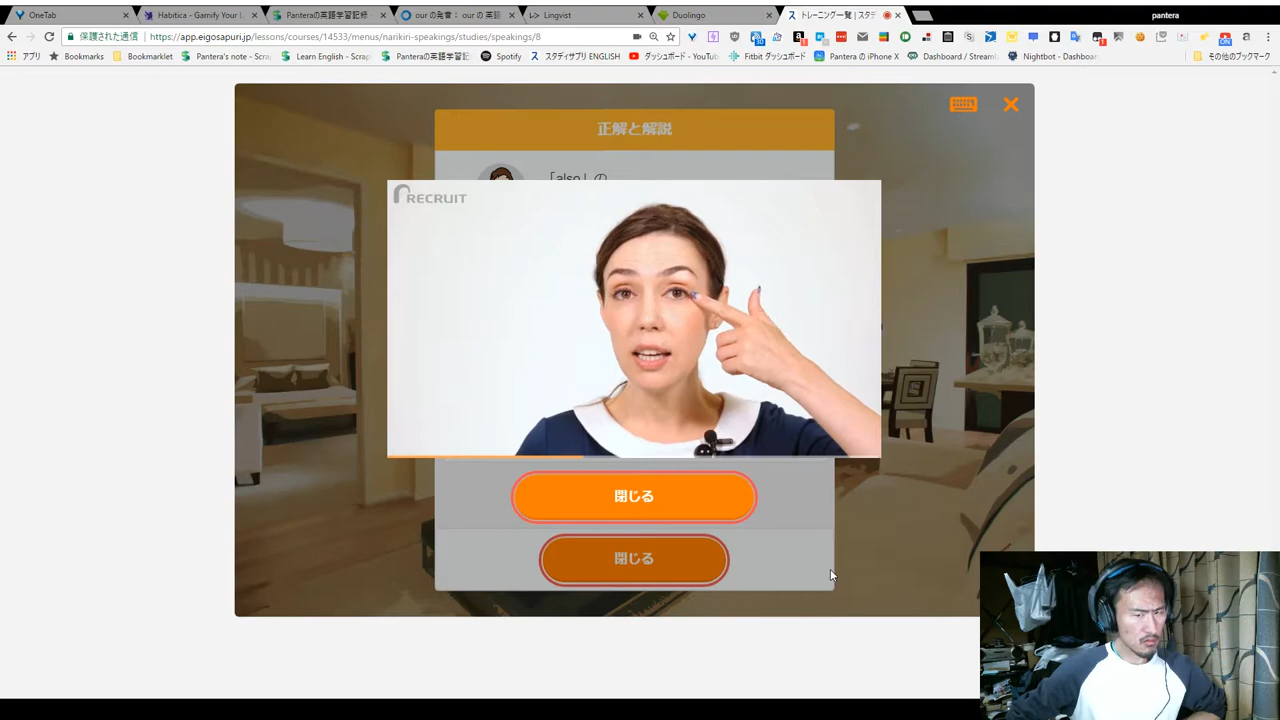 OneTab
Habitica - Gamify Your L
Panteraの英語学習記録
our の発音： our の 英語
Lingvist
Duolingo
トレーニング一覧 | スタデ
pantera
保護された通信
https://app.eigosapuri.jp/lessons/courses/14533/menus/narikiri-speakings/studies/speakings/8
アプリ
Bookmark
Bookmarklet
Pantera's note - Scrap
Learn English - Scrap
Panteraの英語学習記
Spotify
スタディサプリ ENGLISH
ダッシュボード - YouTu
Fitbit ダッシュボード
Pantera の iPhone X
Dashboard / Streaml
Nightbot - Dashboa
その他のブックマーク
正解と解説
「also」の
RECRUIT
閉じる
閉じる